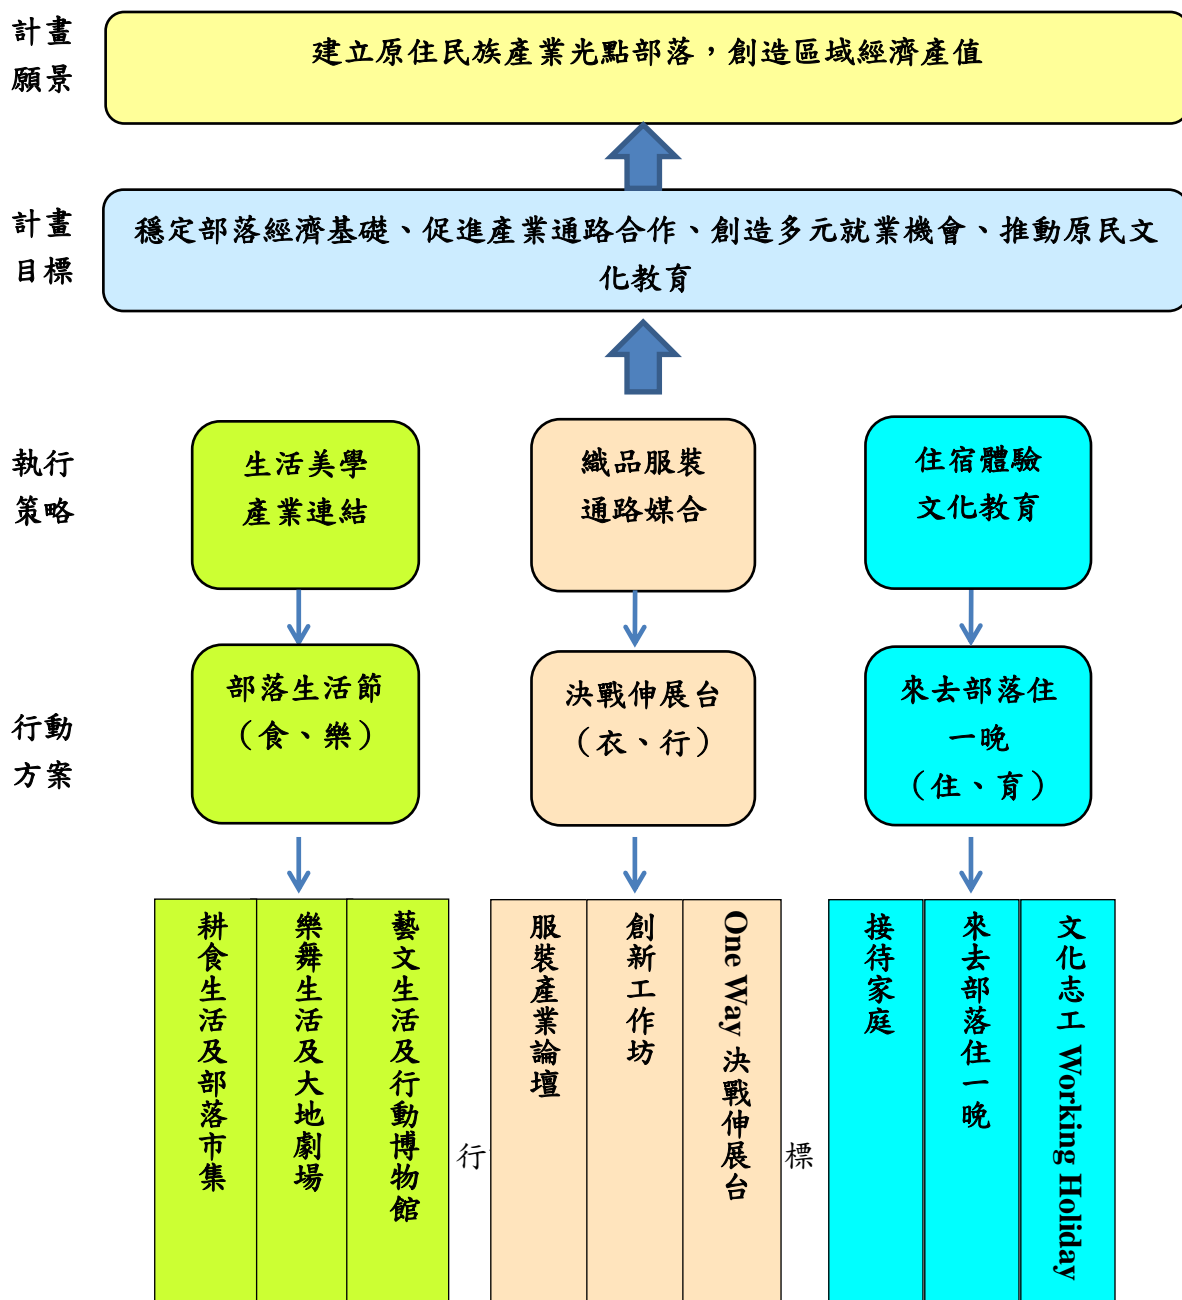 計畫
願景
建立原住民族產業光點部落，創造區域經濟產值
計畫
目標
穩定部落經濟基礎、促進產業通路合作、創造多元就業機會、推動原民文
化教育
執行
策略
生活美學
產業連結
織品服裝
通路媒合
住宿體驗
文化教育
行動
方案
部落生活節
（食、樂）
決戰伸展台
（衣、行）
來去部落住
一晚
（住、育）
耕食生活及部落市集
樂舞生活及大地劇場
藝文生活及行動博物館
行
服裝產業論壇
創新工作坊
One Way 決戰伸展台
標
接待家庭
來去部落住一晚
文化志工 Working Holiday